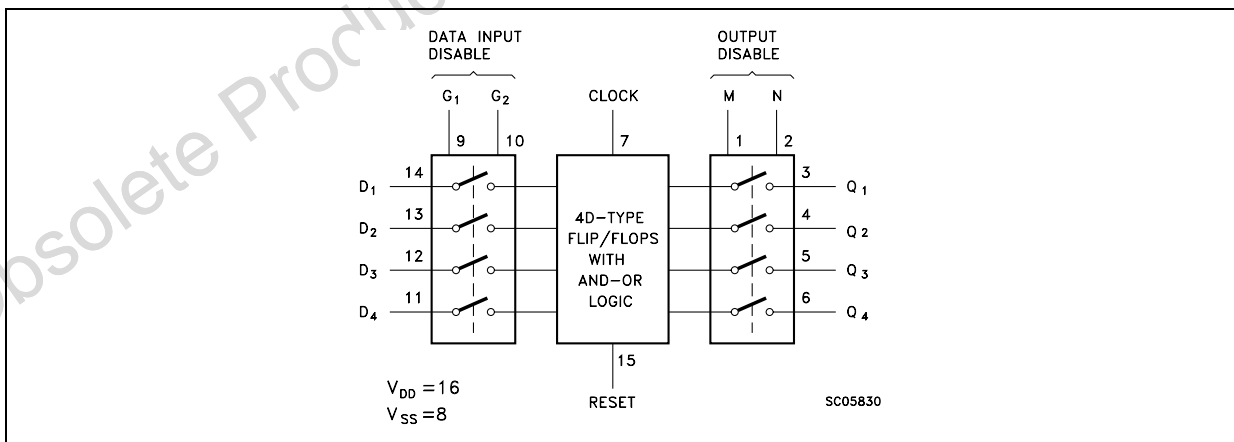 Obsolete Product
DATA INPUT
DISABLE
OUTPUT
DISABLE
G1 G2 CLOCK M N
9 10 7 1 2
D1 14 3 Q1
D2 13 4 Q2
D3 12 5 Q3
D4 11 6 Q4
4D-TYPE
FLIP/FLOPS
WITH
AND-OR
LOGIC
15
RESET
VDD =16
VSS =8
SC05830